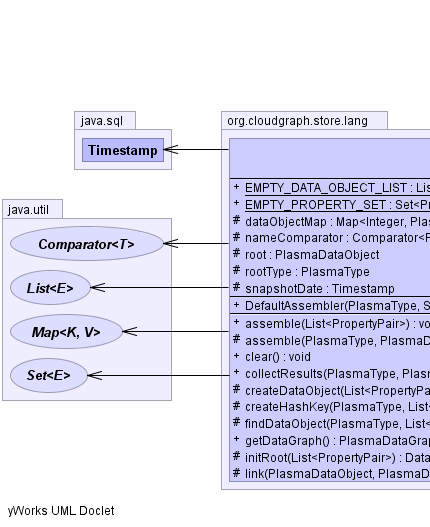 java.sql
Timestamp
java.util
Comparator<T>
List<E>
Map<K, V>
Set<E>
org.cloudgraph.store.lang
+ EMPTY_DATA_OBJECT_LIST : Lis
+ EMPTY_PROPERTY_SET : Set<Pr
# dataObjectMap : Map<Integer, Plas
# nameComparator : Comparator<P
# root : PlasmaDataObject
# rootType : PlasmaType
# snapshotDate : Timestamp
+ DefaultAssembler(PlasmaType, S
+ assemble(List<PropertyPair>) : vo
# assemble(PlasmaType, PlasmaDa
+ clear() : void
+ collectResults(PlasmaType, Plasm
# createDataObject(List<PropertyPa
# createHashKey(PlasmaType, List<
# findDataObject(PlasmaType, List<
+ getDataGraph() : PlasmaDataGrap
# initRoot(List<PropertyPair>) : Data
# link(PlasmaDataObject, PlasmaD
yWorks UML Doclet